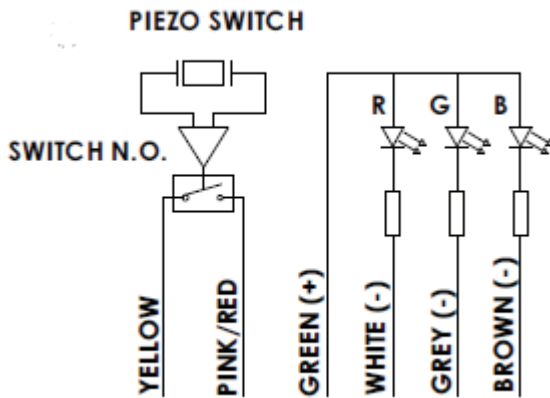 PIEZO SWITCH
R G B
SWITCH N.O.
YELLOW
PINK/RED
GREEN (+)
WHITE (-)
GREY (-)
BROWN (-)